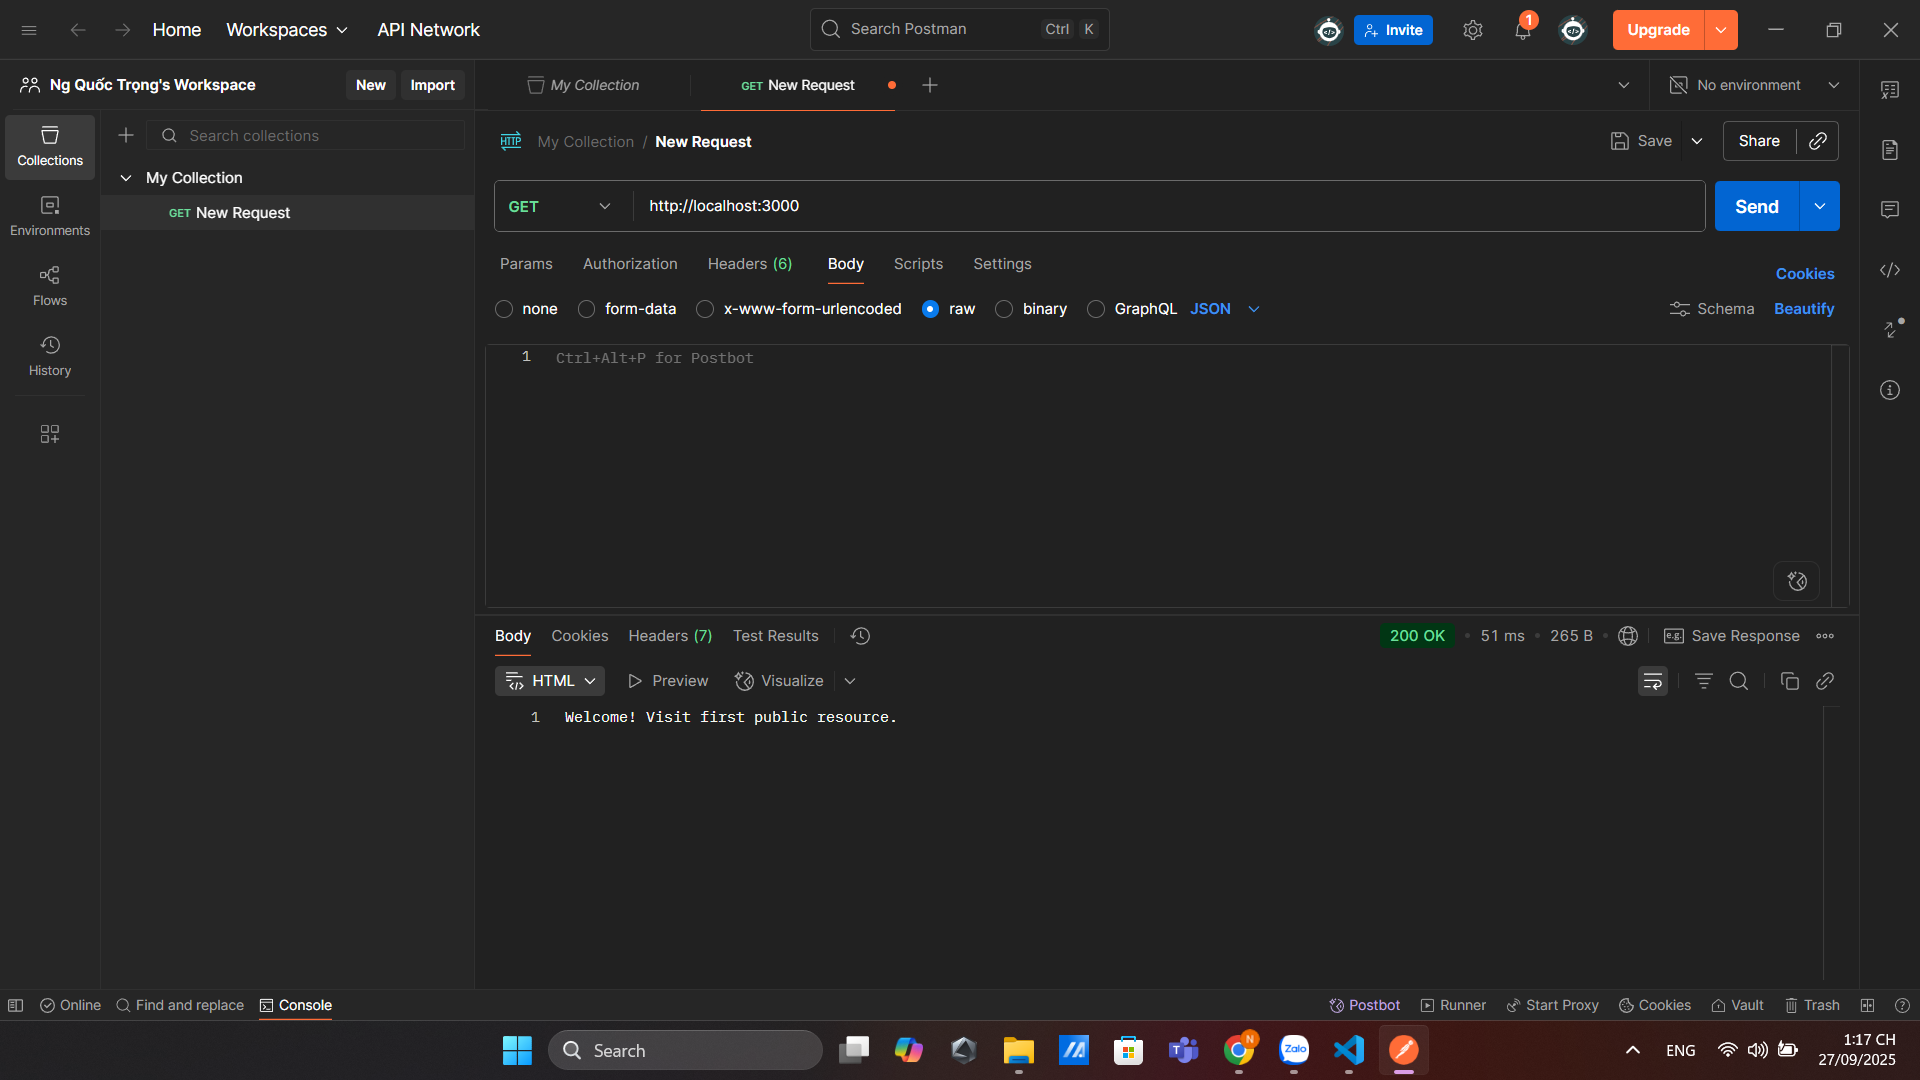 Home Workspaces API Network
Search Postman Ctrl K
Invite 1 Upgrade
Ng Quốc Trọng's Workspace New Import
My Collection
GET New Request
No environment
Collections
Search collections
My Collection
GET New Request
Environments
Flows
History
HTTP My Collection / New Request
Save Share
GET http://localhost:3000 Send
Params Authorization Headers (6) Body Scripts Settings
Cookies
none form-data x-www-form-urlencoded raw binary GraphQL JSON
Schema Beautify
1 Ctrl+Alt+P for Postbot
Body Cookies Headers (7) Test Results
200 OK • 51 ms • 265 B • e.g. Save Response
HTML Preview Visualize
1 Welcome! Visit first public resource.
Online Find and replace Console
Postbot Runner Start Proxy Cookies Vault Trash
Search
N
Zalo
ENG
1:17 CH
27/09/2025